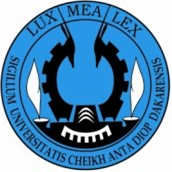 LUX MEA LEX
SIGILLUM UNIVERSITATIS CHEIKH ANTA DIOP DAKARENSIS